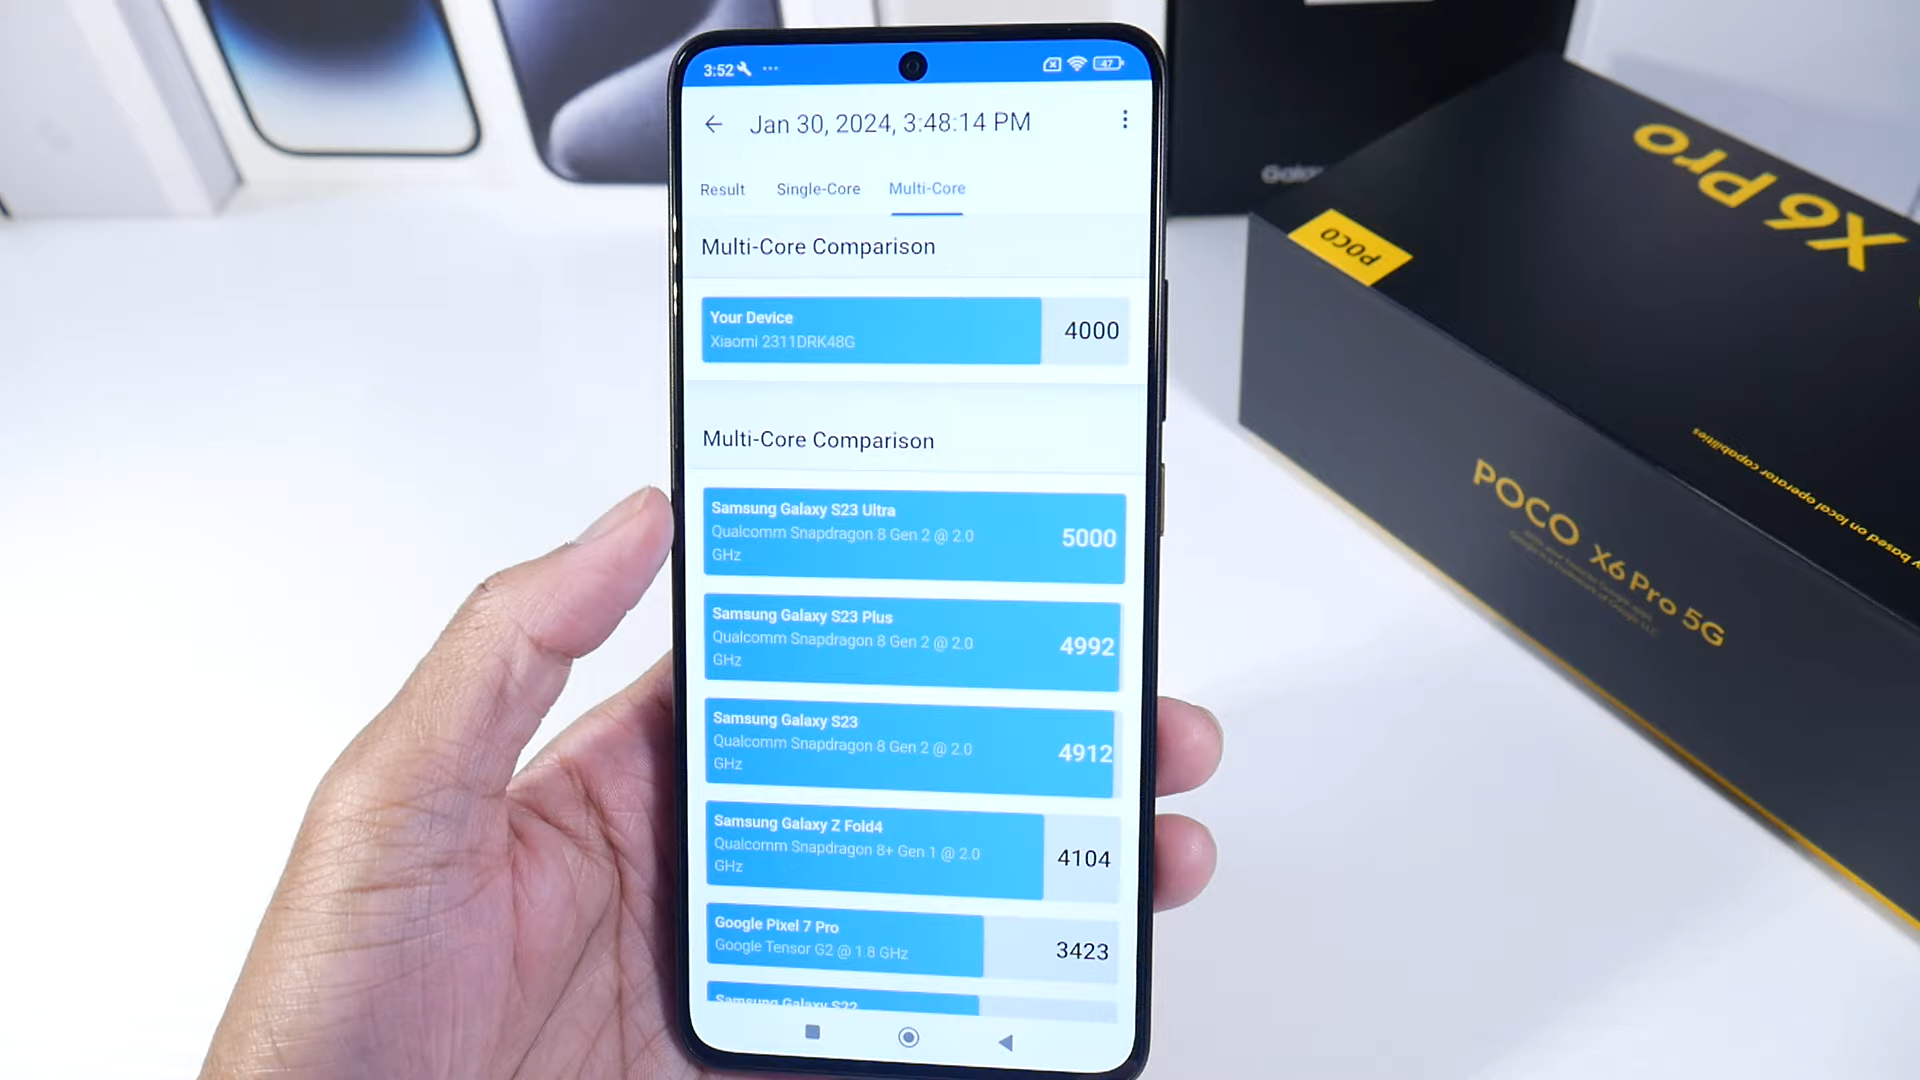 3:52
47
Jan 30, 2024, 3:48:14 PM
Result Single-Core Multi-Core
Multi-Core Comparison
Your Device
Xiaomi 2311DRK48G
4000
Multi-Core Comparison
Samsung Galaxy S23 Ultra
Qualcomm Snapdragon 8 Gen 2 @ 2.0
GHz
5000
Samsung Galaxy S23 Plus
Qualcomm Snapdragon 8 Gen 2 @ 2.0
GHz
4992
Samsung Galaxy S23
Qualcomm Snapdragon 8 Gen 2 @ 2.0
GHz
4912
Samsung Galaxy Z Fold4
Qualcomm Snapdragon 8+ Gen 1 @ 2.0
GHz
4104
Google Pixel 7 Pro
Google Tensor G2 @ 1.8 GHz
3423
Samsung Galaxy S22
X6 Pro
POCO
based on local operator capabilities
POCO X6 Pro 5G